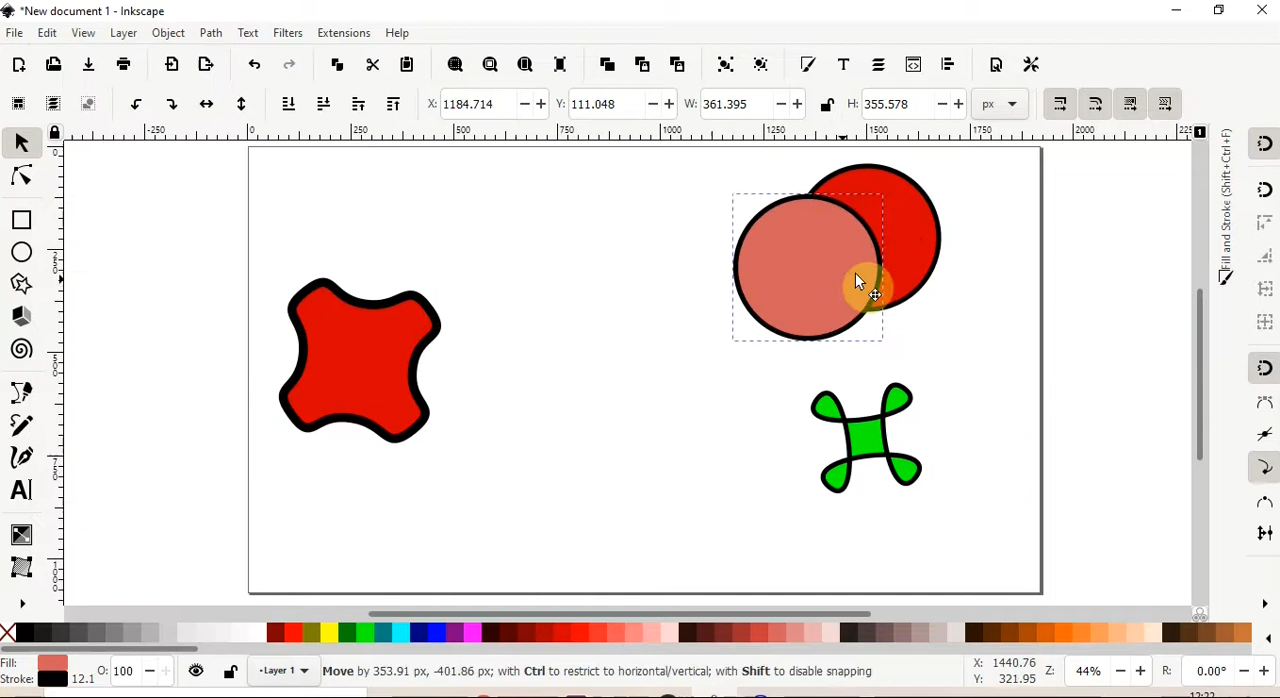 *New document 1 - Inkscape
File Edit View Layer Object Path Text Filters Extensions Help
X: 1184.714 Y: 111.048 W: 361.395 H: 355.578 px
-250 0 250 500 750 1000 1250 1500 1750 2000 225
1
Fill and Stroke (Shift+Ctrl+F)
Fill: O: 100 Layer 1 Move by 353.91 px, -401.86 px; with Ctrl to restrict to horizontal/vertical; with Shift to disable snapping X: 1440.76 Z: 44% R: 0.00°
Stroke: 12.1 Y: 321.95